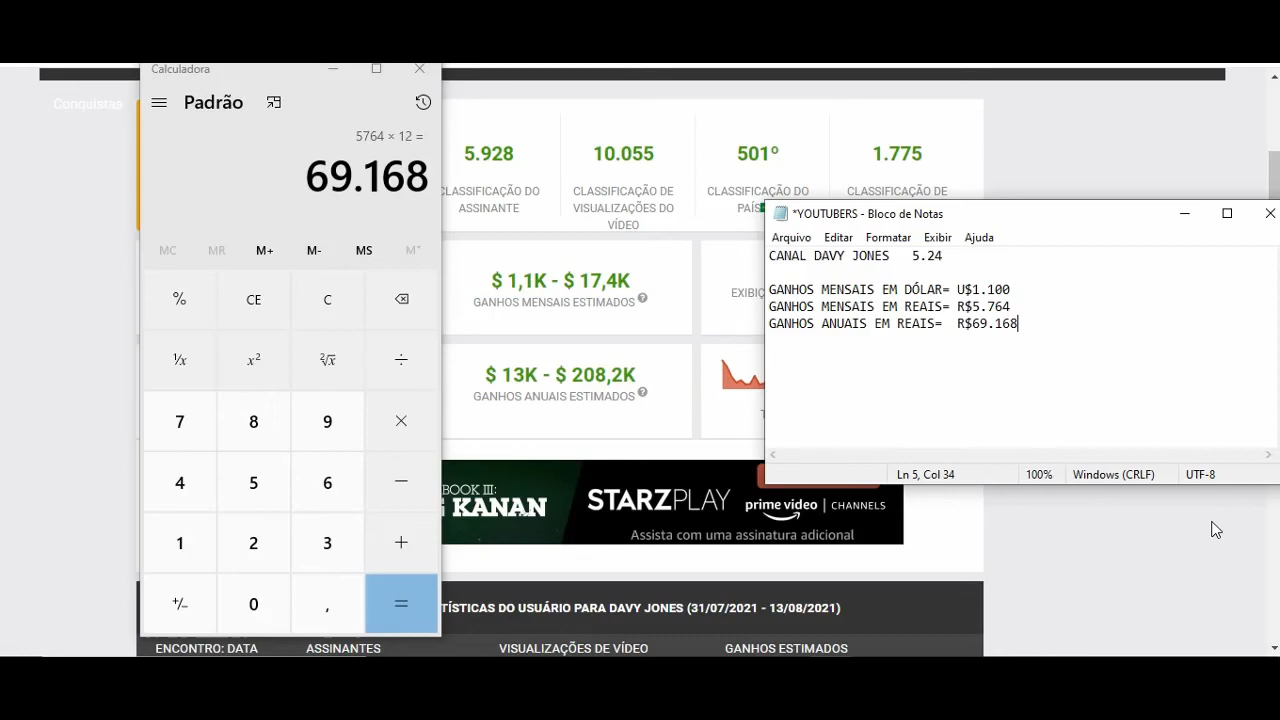 Calculadora
Padrão
5764 × 12 =
69.168
MC MR M+ M- MS
% CE C
7 8 9 ×
4 5 6 −
1 2 3 +
+/- 0 , =
Conquistas
5.928 10.055 501º 1.775
CLASSIFICAÇÃO DO ASSINANTE
CLASSIFICAÇÃO DE
VISUALIZAÇÕES DO
VÍDEO
CLASSIFICAÇÃO DO
PAÍS
CLASSIFICAÇÃO DE
$ 1,1K - $ 17,4K
GANHOS MENSAIS ESTIMADOS
$ 13K - $ 208,2K
GANHOS ANUAIS ESTIMADOS
*YOUTUBERS - Bloco de Notas
Arquivo Editar Formatar Exibir Ajuda
CANAL DAVY JONES 5.24
GANHOS MENSAIS EM DÓLAR= U$1.100
GANHOS MENSAIS EM REAIS= R$5.764
GANHOS ANUAIS EM REAIS= R$69.168
Ln 5, Col 34 100% Windows (CRLF) UTF-8
BOOK III:
KANAN
STARZPLAY
prime video | CHANNELS
Assista com uma assinatura adicional
TÍSTICAS DO USUÁRIO PARA DAVY JONES (31/07/2021 - 13/08/2021)
ENCONTRO: DATA ASSINANTES VISUALIZAÇÕES DE VÍDEO GANHOS ESTIMADOS